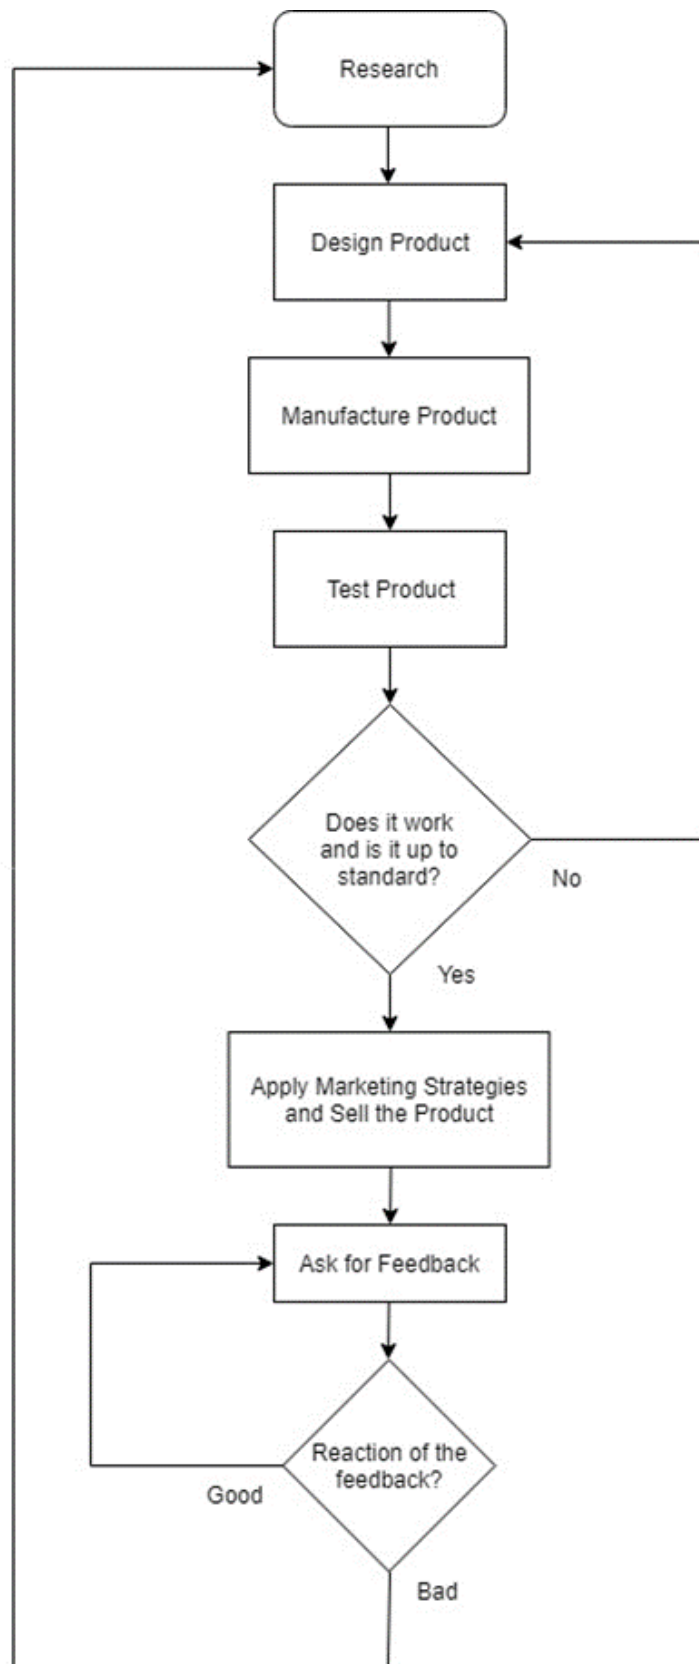 Research
Design Product
Manufacture Product
Test Product
Does it work
and is it up to
standard?
No
Yes
Apply Marketing Strategies
and Sell the Product
Ask for Feedback
Reaction of the
feedback?
Good
Bad